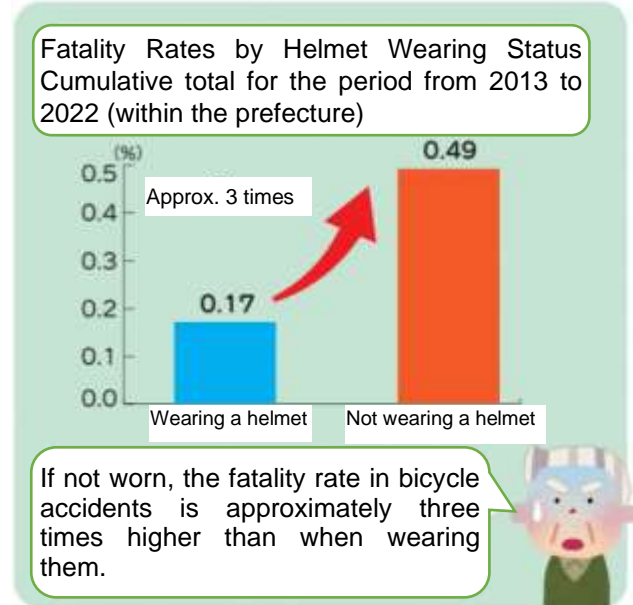 Fatality Rates by Helmet Wearing Status
Cumulative total for the period from 2013 to
2022 (within the prefecture)
(%)
0.5
0.4
0.3
0.2
0.1
0.0
Approx. 3 times
0.17
0.49
Wearing a helmet
Not wearing a helmet
If not worn, the fatality rate in bicycle
accidents is approximately three
times higher than when wearing
them.